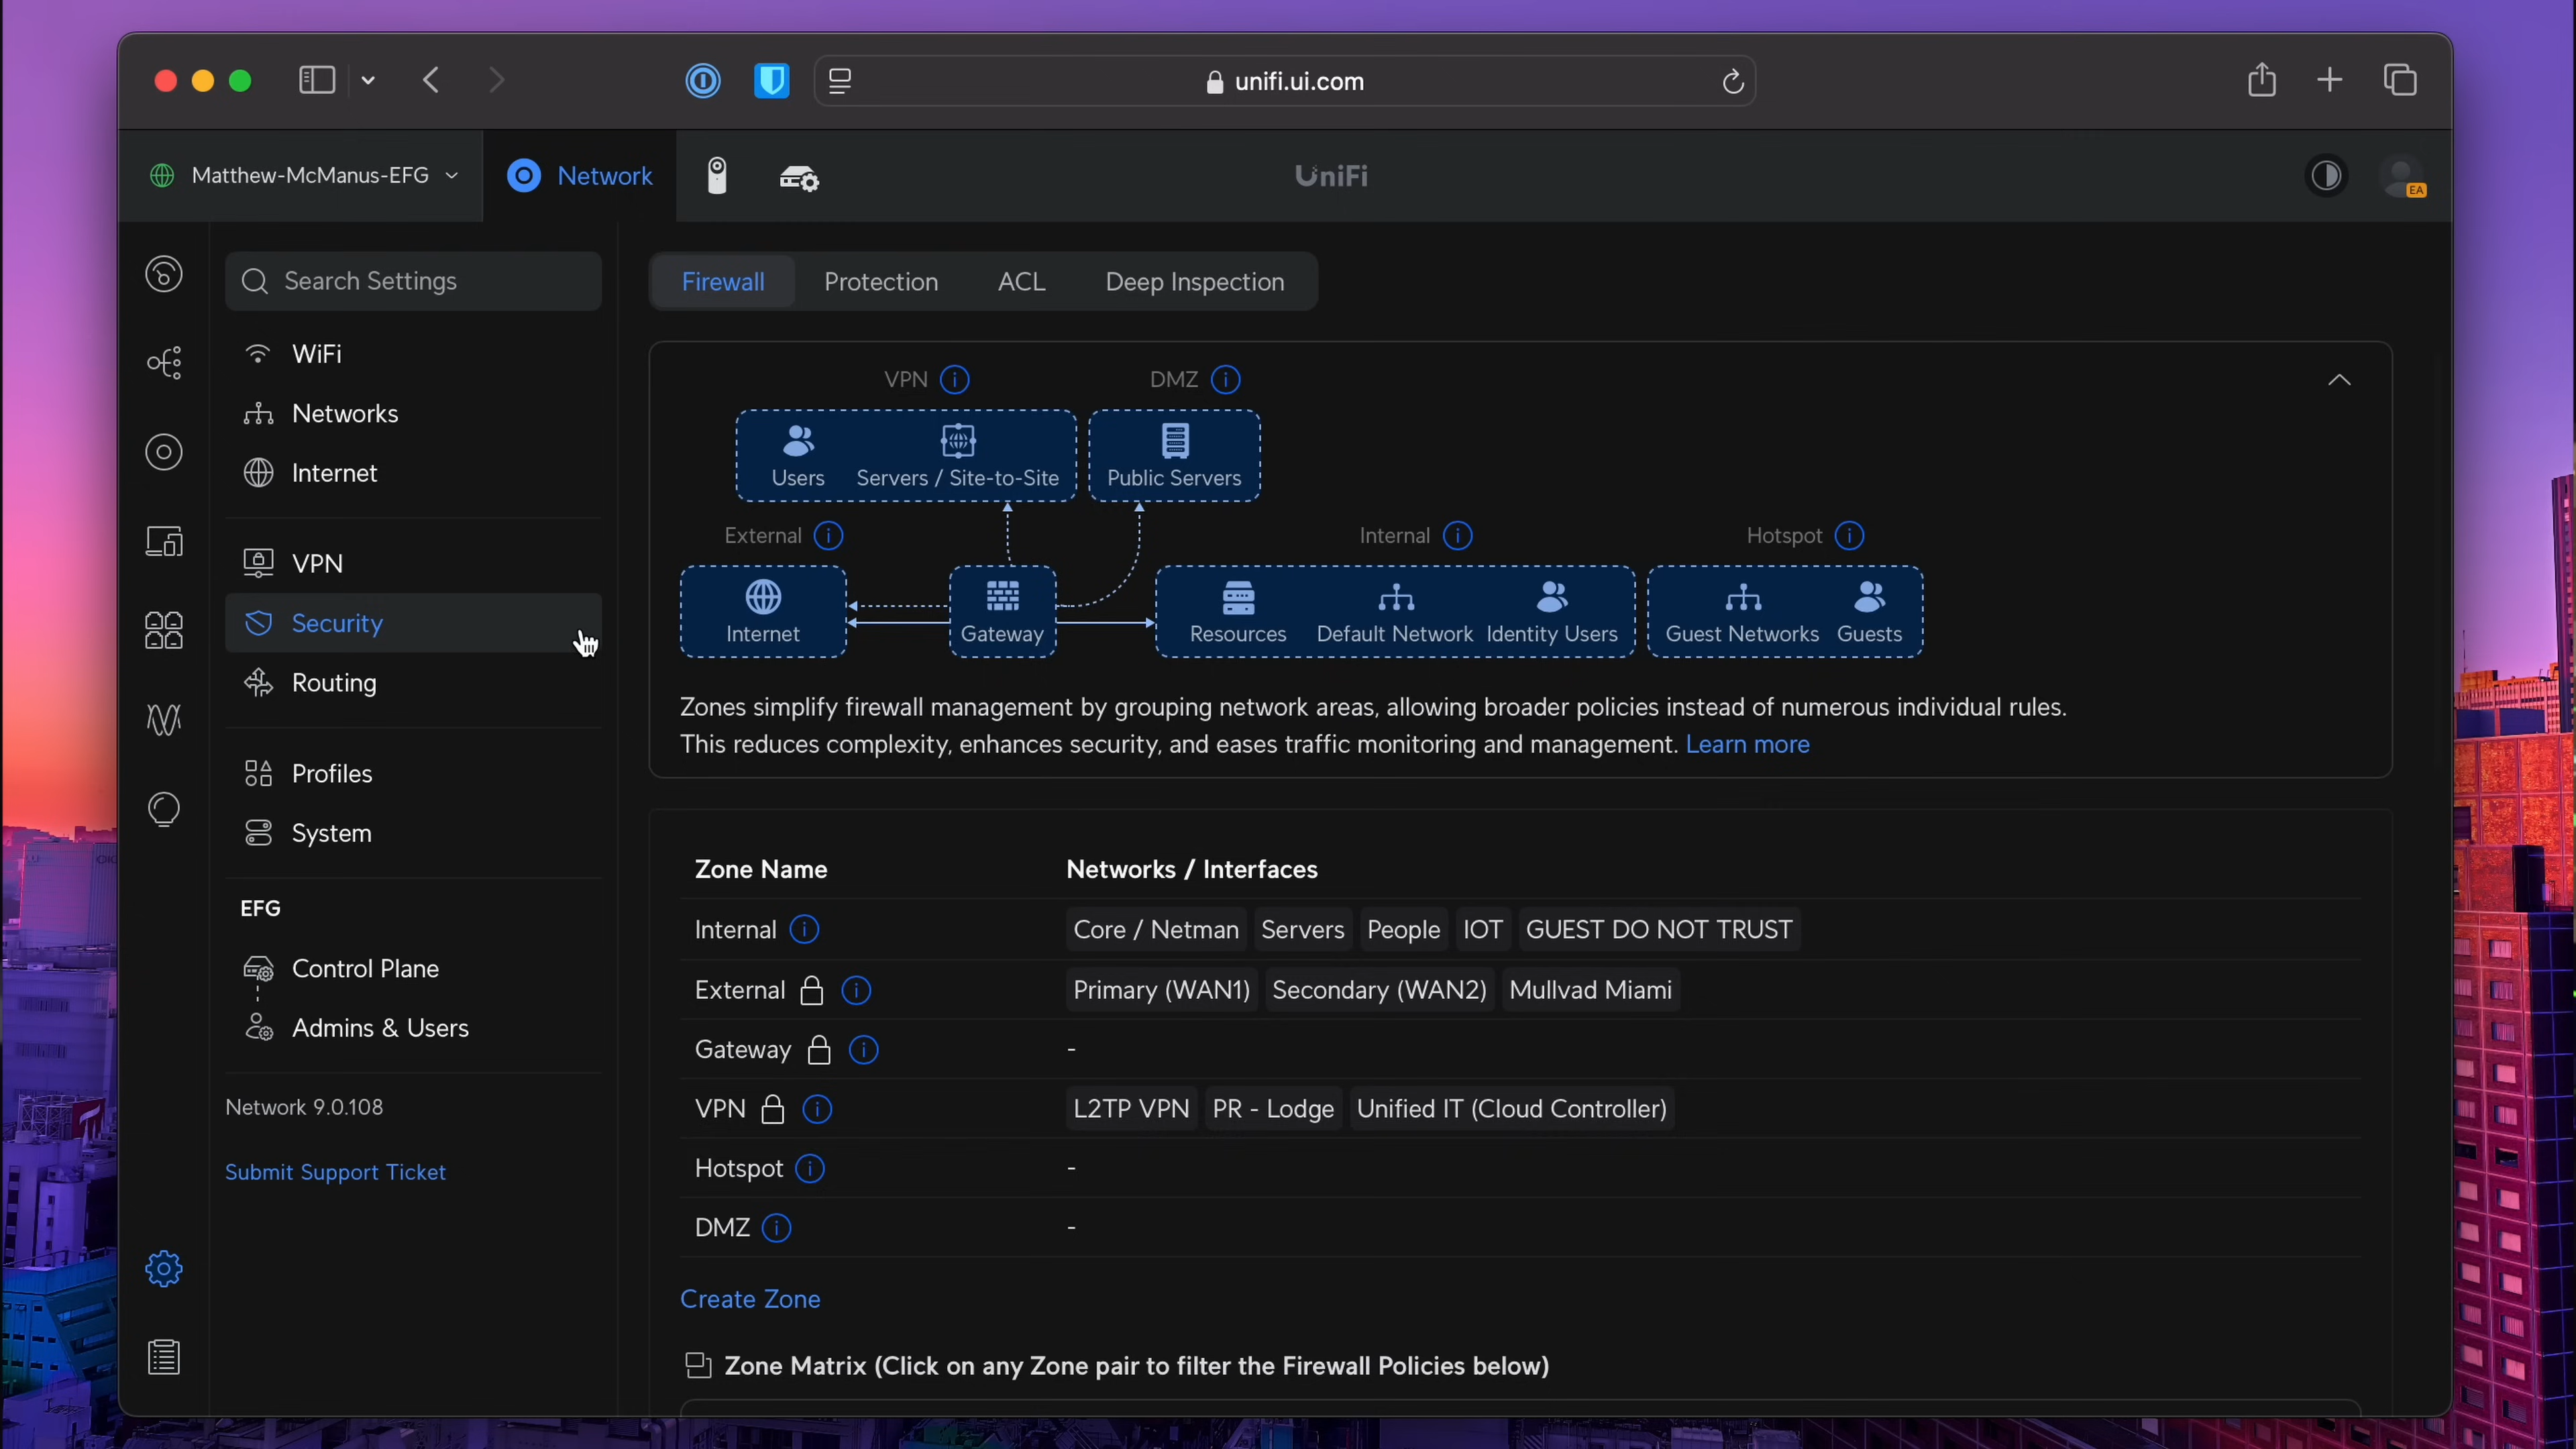 unifi.ui.com
Matthew-McManus-EFG
Network
UniFi
EA
Search Settings
WiFi
Networks
Internet
VPN
Security
Routing
Profiles
System
EFG
Control Plane
Admins & Users
Network 9.0.108
Submit Support Ticket
Firewall Protection ACL Deep Inspection
VPN DMZ
Users Servers / Site-to-Site Public Servers
External Internal Hotspot
Internet Gateway Resources Default Network Identity Users Guest Networks Guests
Zones simplify firewall management by grouping network areas, allowing broader policies instead of numerous individual rules.
This reduces complexity, enhances security, and eases traffic monitoring and management. Learn more
Zone Name Networks / Interfaces
Internal Core / Netman Servers People IOT GUEST DO NOT TRUST
External Primary (WAN1) Secondary (WAN2) Mullvad Miami
Gateway -
VPN L2TP VPN PR - Lodge Unified IT (Cloud Controller)
Hotspot -
DMZ -
Create Zone
Zone Matrix (Click on any Zone pair to filter the Firewall Policies below)